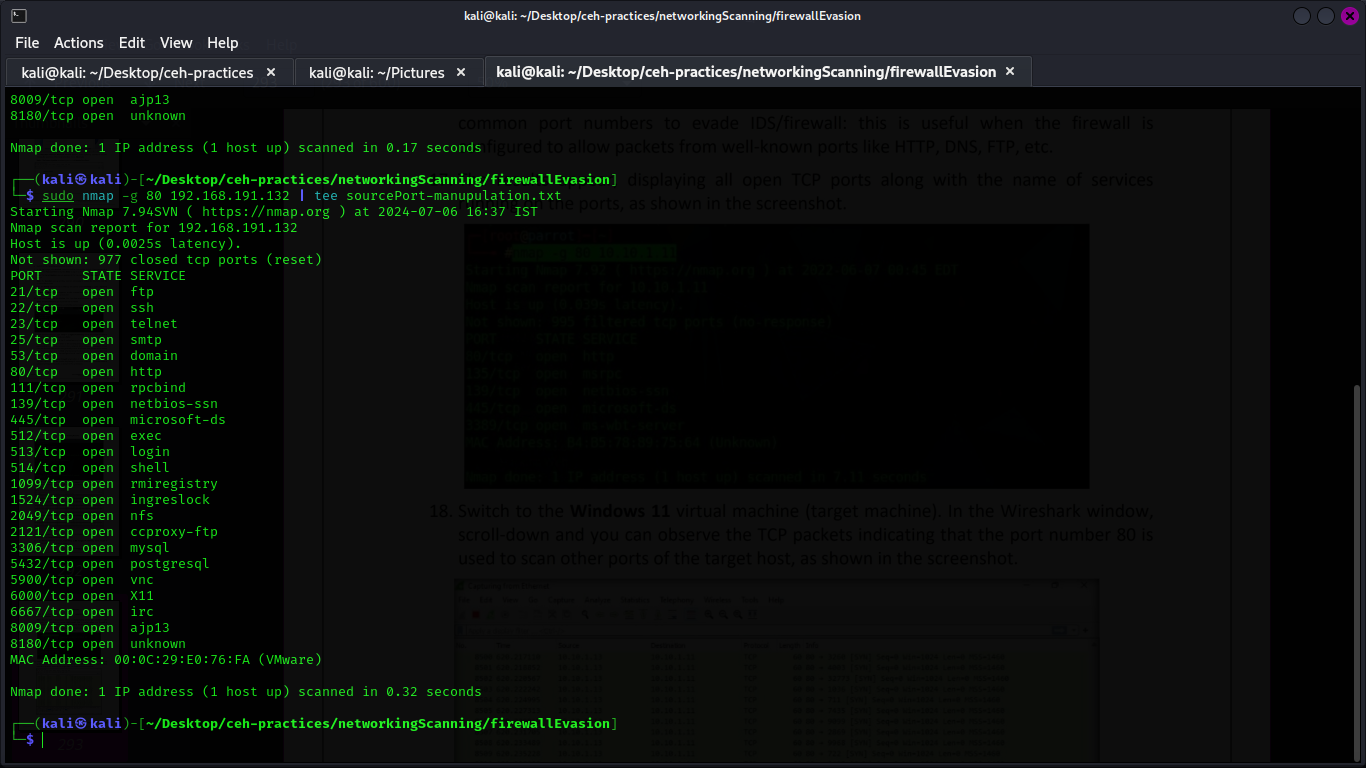 kali@kali: ~/Desktop/ceh-practices/networkingScanning/firewallEvasion
File Actions Edit View Help
kali@kali: ~/Desktop/ceh-practices × kali@kali: ~/Pictures × kali@kali: ~/Desktop/ceh-practices/networkingScanning/firewallEvasion ×
8009/tcp open ajp13
8180/tcp open unknown
common port numbers to evade IDS/firewall: this is useful when the firewall is
Nmap done: 1 IP address (1 host up) scanned in 0.17 seconds
configured to allow packets from well-known ports like HTTP, DNS, FTP, etc.
┌──(kali㉿kali)-[~/Desktop/ceh-practices/networkingScanning/firewallEvasion]
displaying all open TCP ports along with the name of services
└─$ sudo nmap -g 80 192.168.191.132 | tee sourcePort-manupulation.txt
the ports, as shown in the screenshot.
Starting Nmap 7.94SVN ( https://nmap.org ) at 2024-07-06 16:37 IST
Nmap scan report for 192.168.191.132
Host is up (0.0025s latency).
Not shown: 977 closed tcp ports (reset)
PORT STATE SERVICE
21/tcp open ftp
22/tcp open ssh
23/tcp open telnet
25/tcp open smtp
53/tcp open domain
80/tcp open http
111/tcp open rpcbind
139/tcp open netbios-ssn
445/tcp open microsoft-ds
512/tcp open exec
513/tcp open login
514/tcp open shell
1099/tcp open rmiregistry
1524/tcp open ingreslock
2049/tcp open nfs
2121/tcp open ccproxy-ftp
3306/tcp open mysql
5432/tcp open postgresql
5900/tcp open vnc
6000/tcp open X11
6667/tcp open irc
8009/tcp open ajp13
8180/tcp open unknown
MAC Address: 00:0C:29:E0:76:FA (VMware)
18. Switch to the Windows 11 virtual machine (target machine). In the Wireshark window,
scroll-down and you can observe the TCP packets indicating that the port number 80 is
used to scan other ports of the target host, as shown in the screenshot.
Nmap done: 1 IP address (1 host up) scanned in 0.32 seconds
┌──(kali㉿kali)-[~/Desktop/ceh-practices/networkingScanning/firewallEvasion]
└─$
293